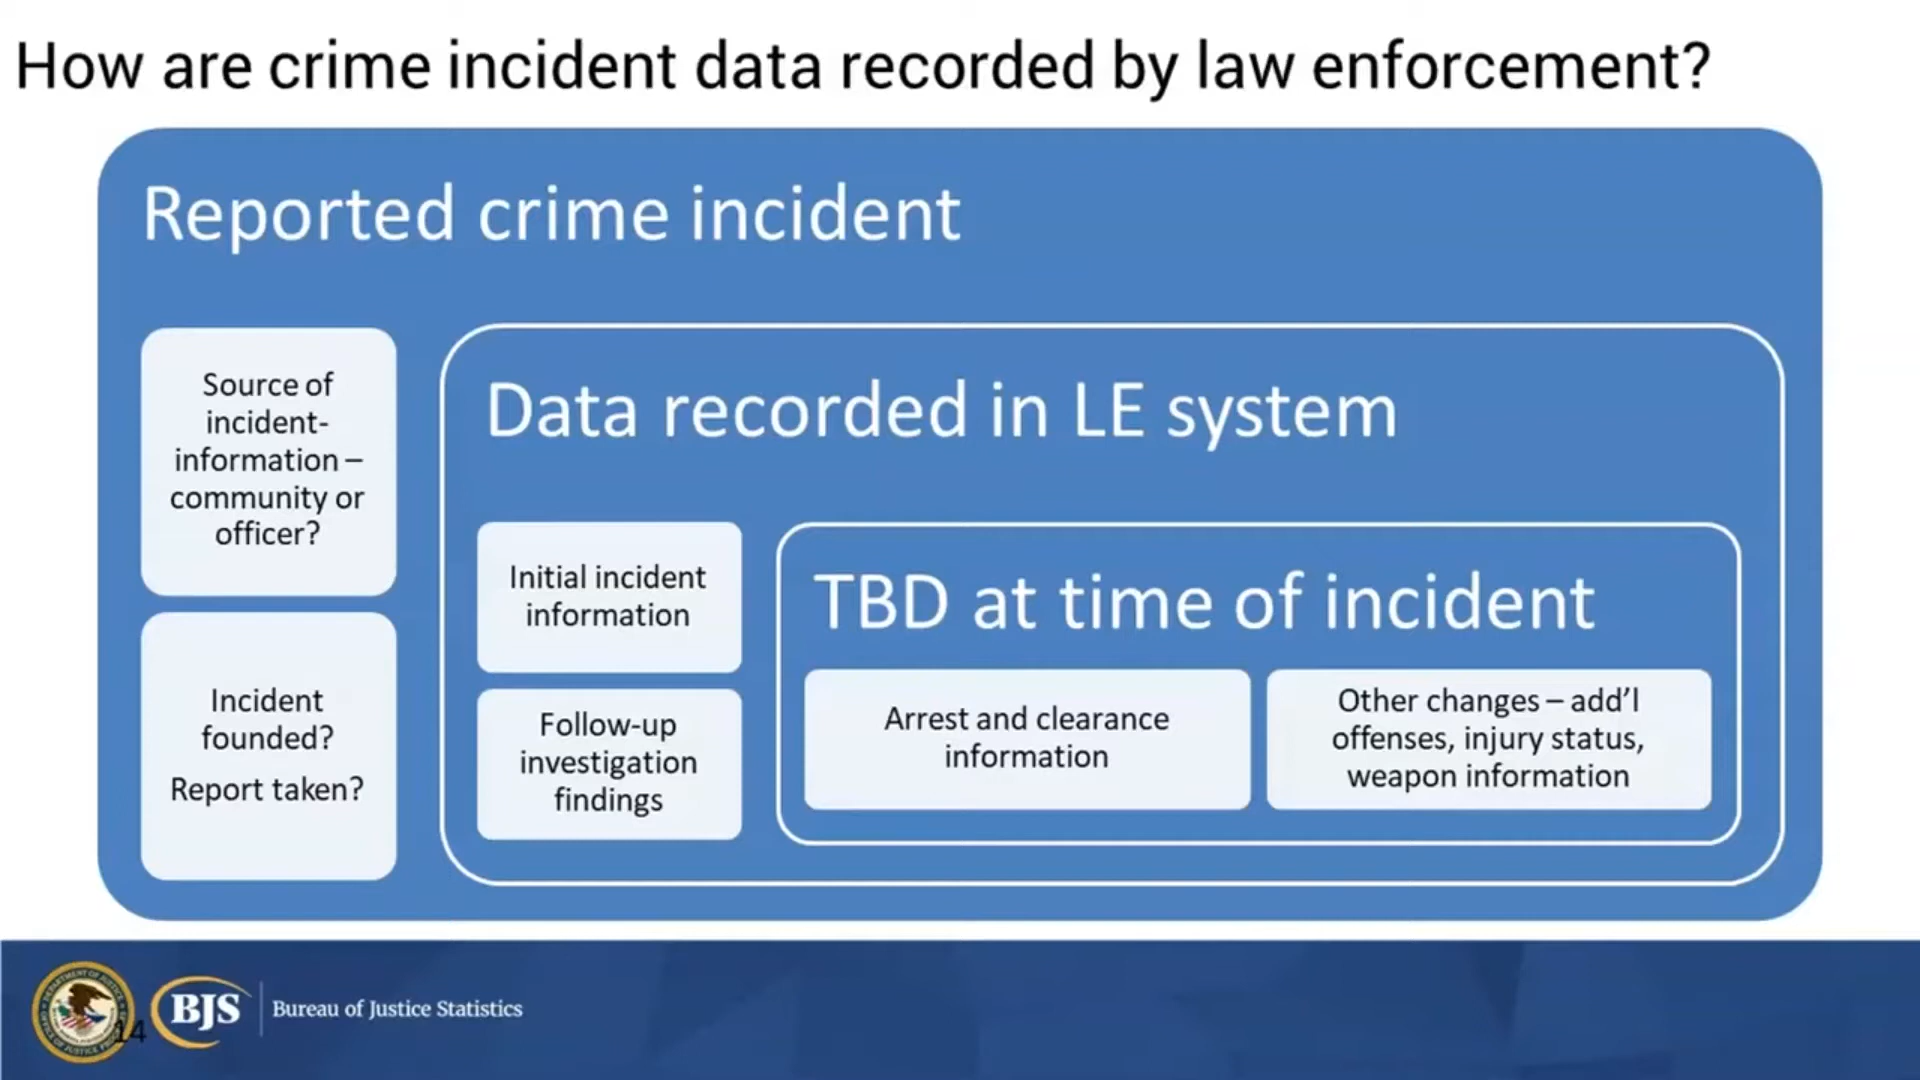 How are crime incident data recorded by law enforcement?
Reported crime incident
Source of
incident-
information –
community or
officer?
Incident
founded?
Report taken?
Data recorded in LE system
Initial incident
information
Follow-up
investigation
findings
TBD at time of incident
Arrest and clearance
information
Other changes – add’l
offenses, injury status,
weapon information
14
BJS
Bureau of Justice Statistics